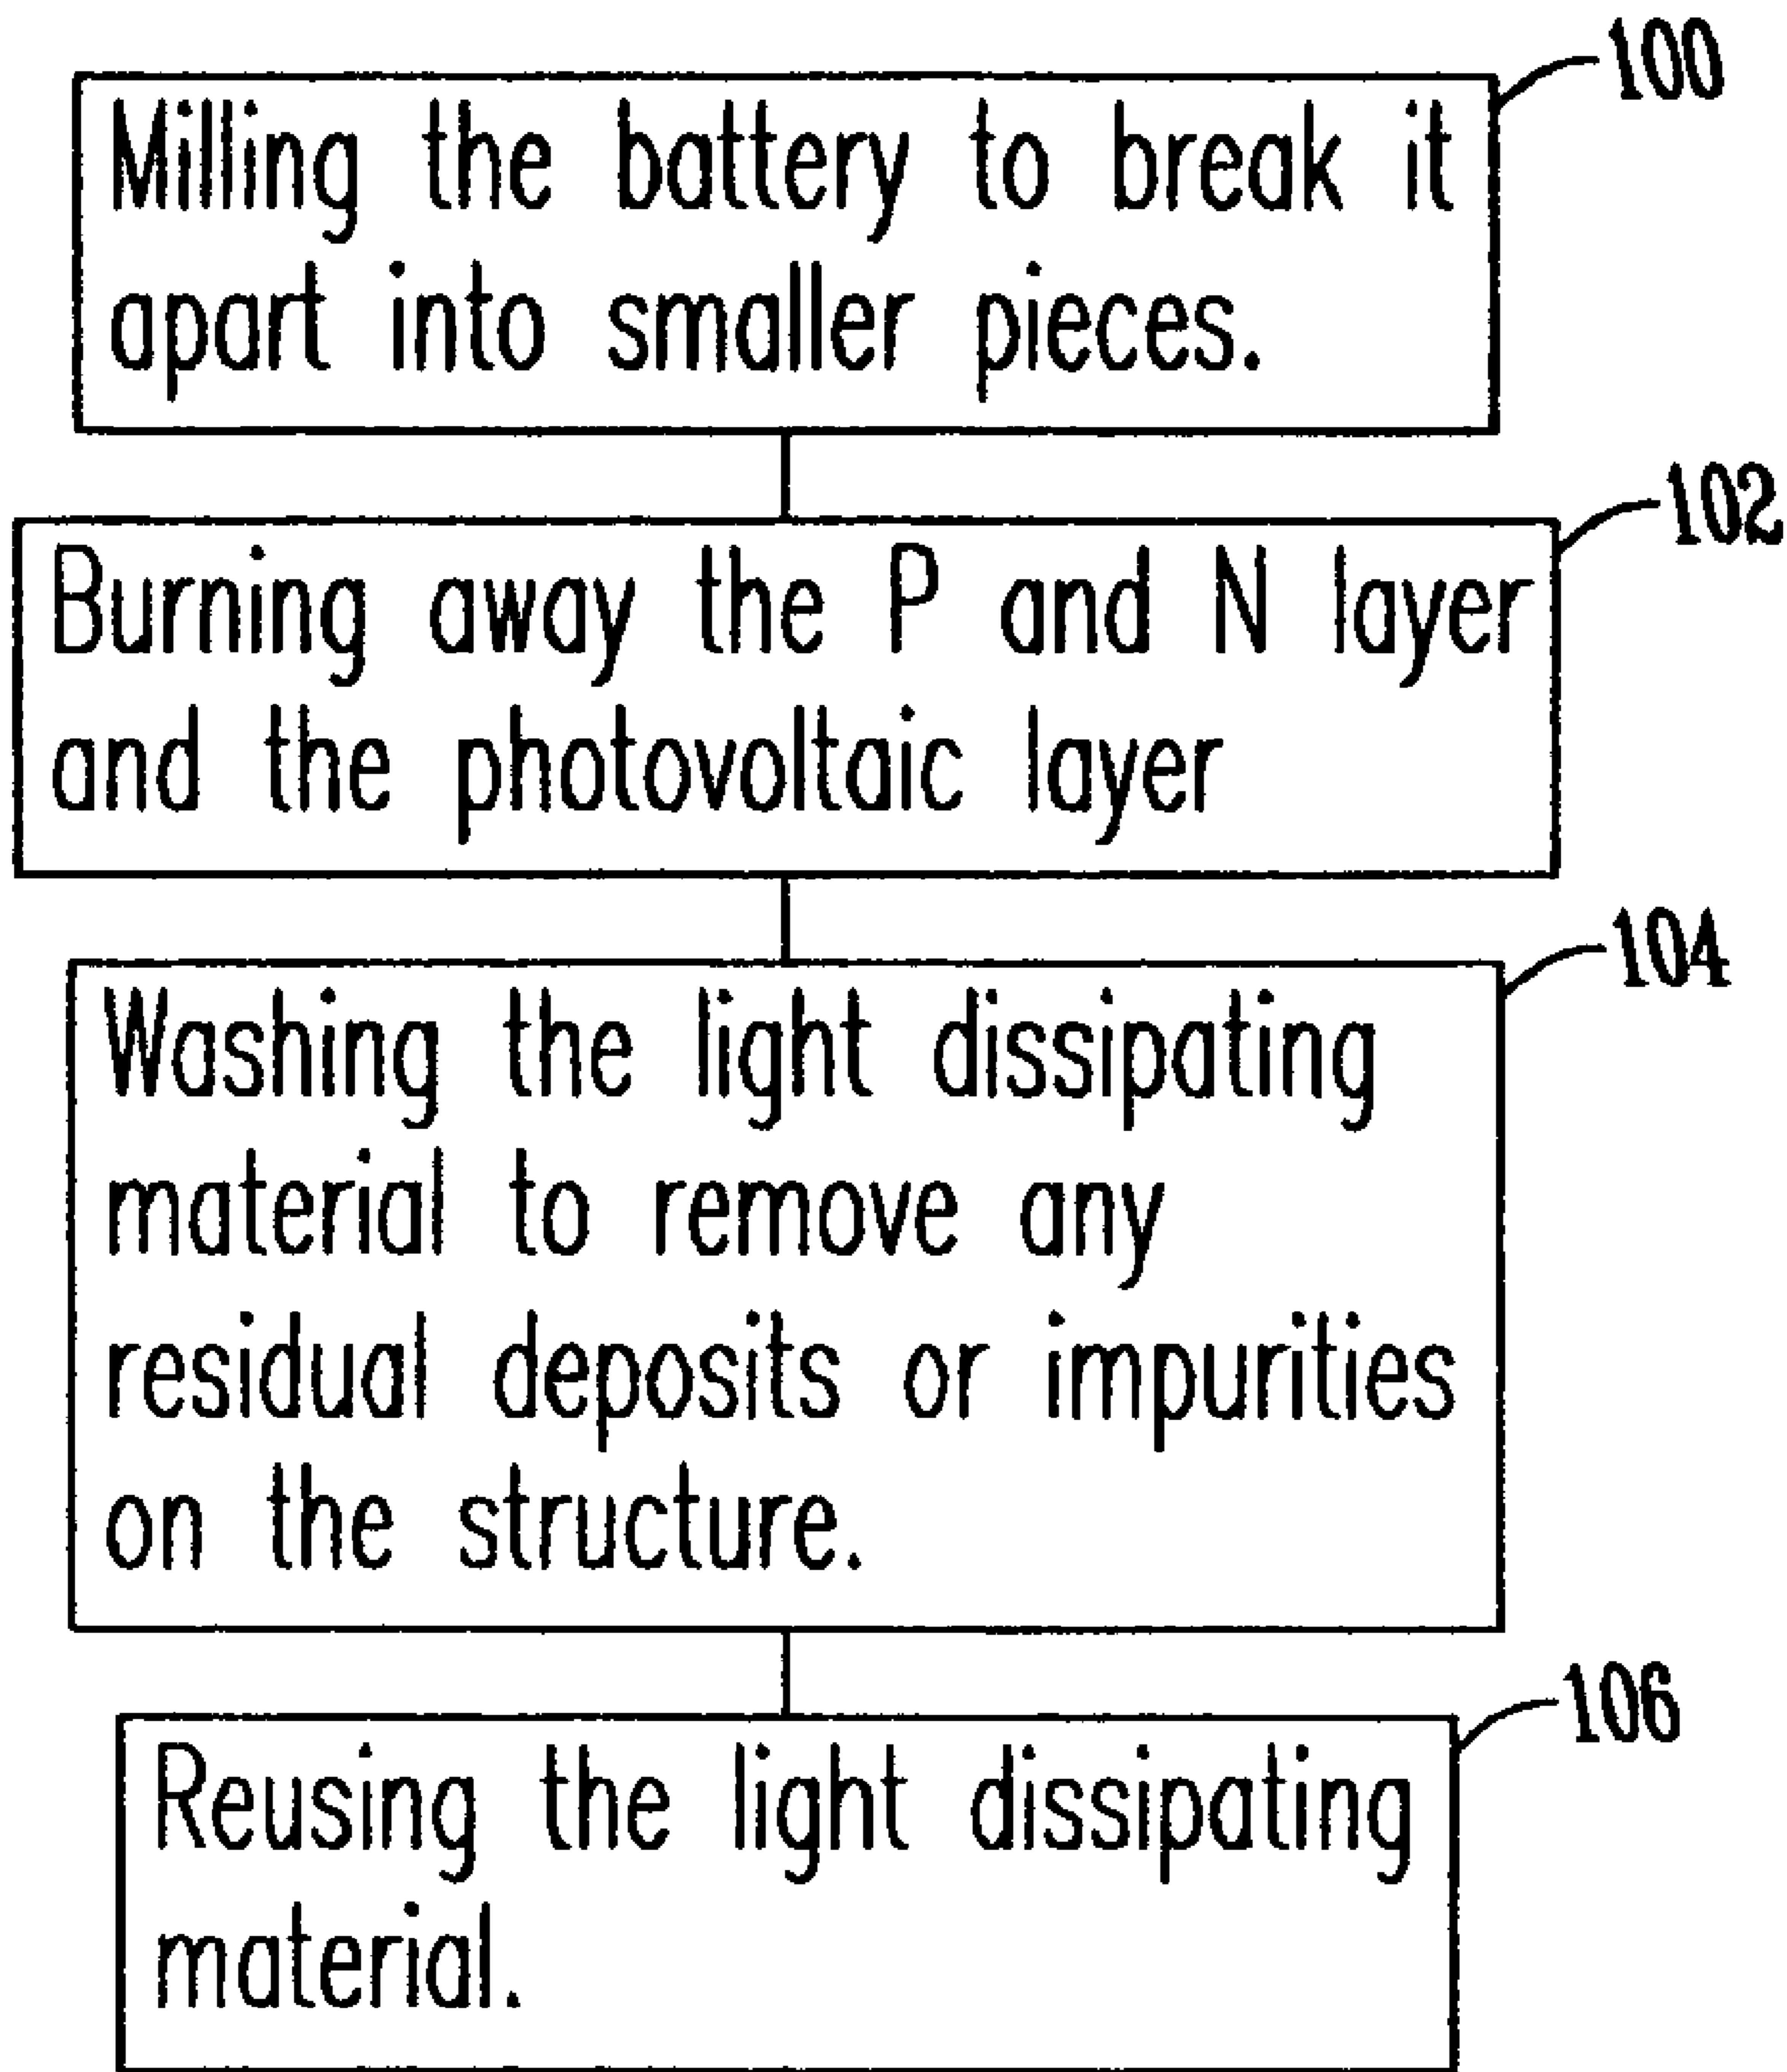 100
Milling the battery to break it
apart into smaller pieces.
102
Burning away the P and N layer
and the photovoltaic layer
104
Washing the light dissipating
material to remove any
residual deposits or impurities
on the structure.
106
Reusing the light dissipating
material.